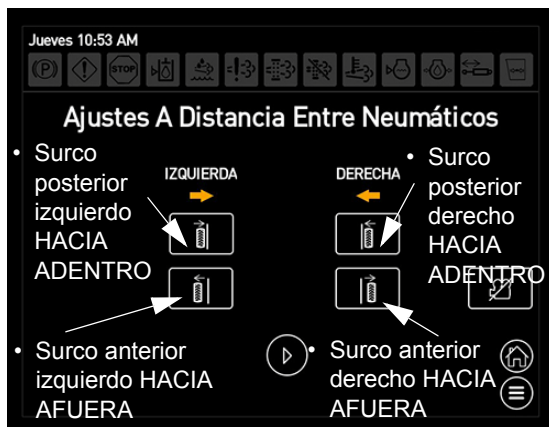 Jueves 10:53 AM
(P)
STOP
Ajustes A Distancia Entre Neumáticos
• Surco
posterior
izquierdo
HACIA
ADENTRO
IZQUIERDA
DERECHA
• Surco
posterior
derecho
HACIA
ADENTRO
• Surco anterior
izquierdo HACIA
AFUERA
• Surco anterior
derecho HACIA
AFUERA